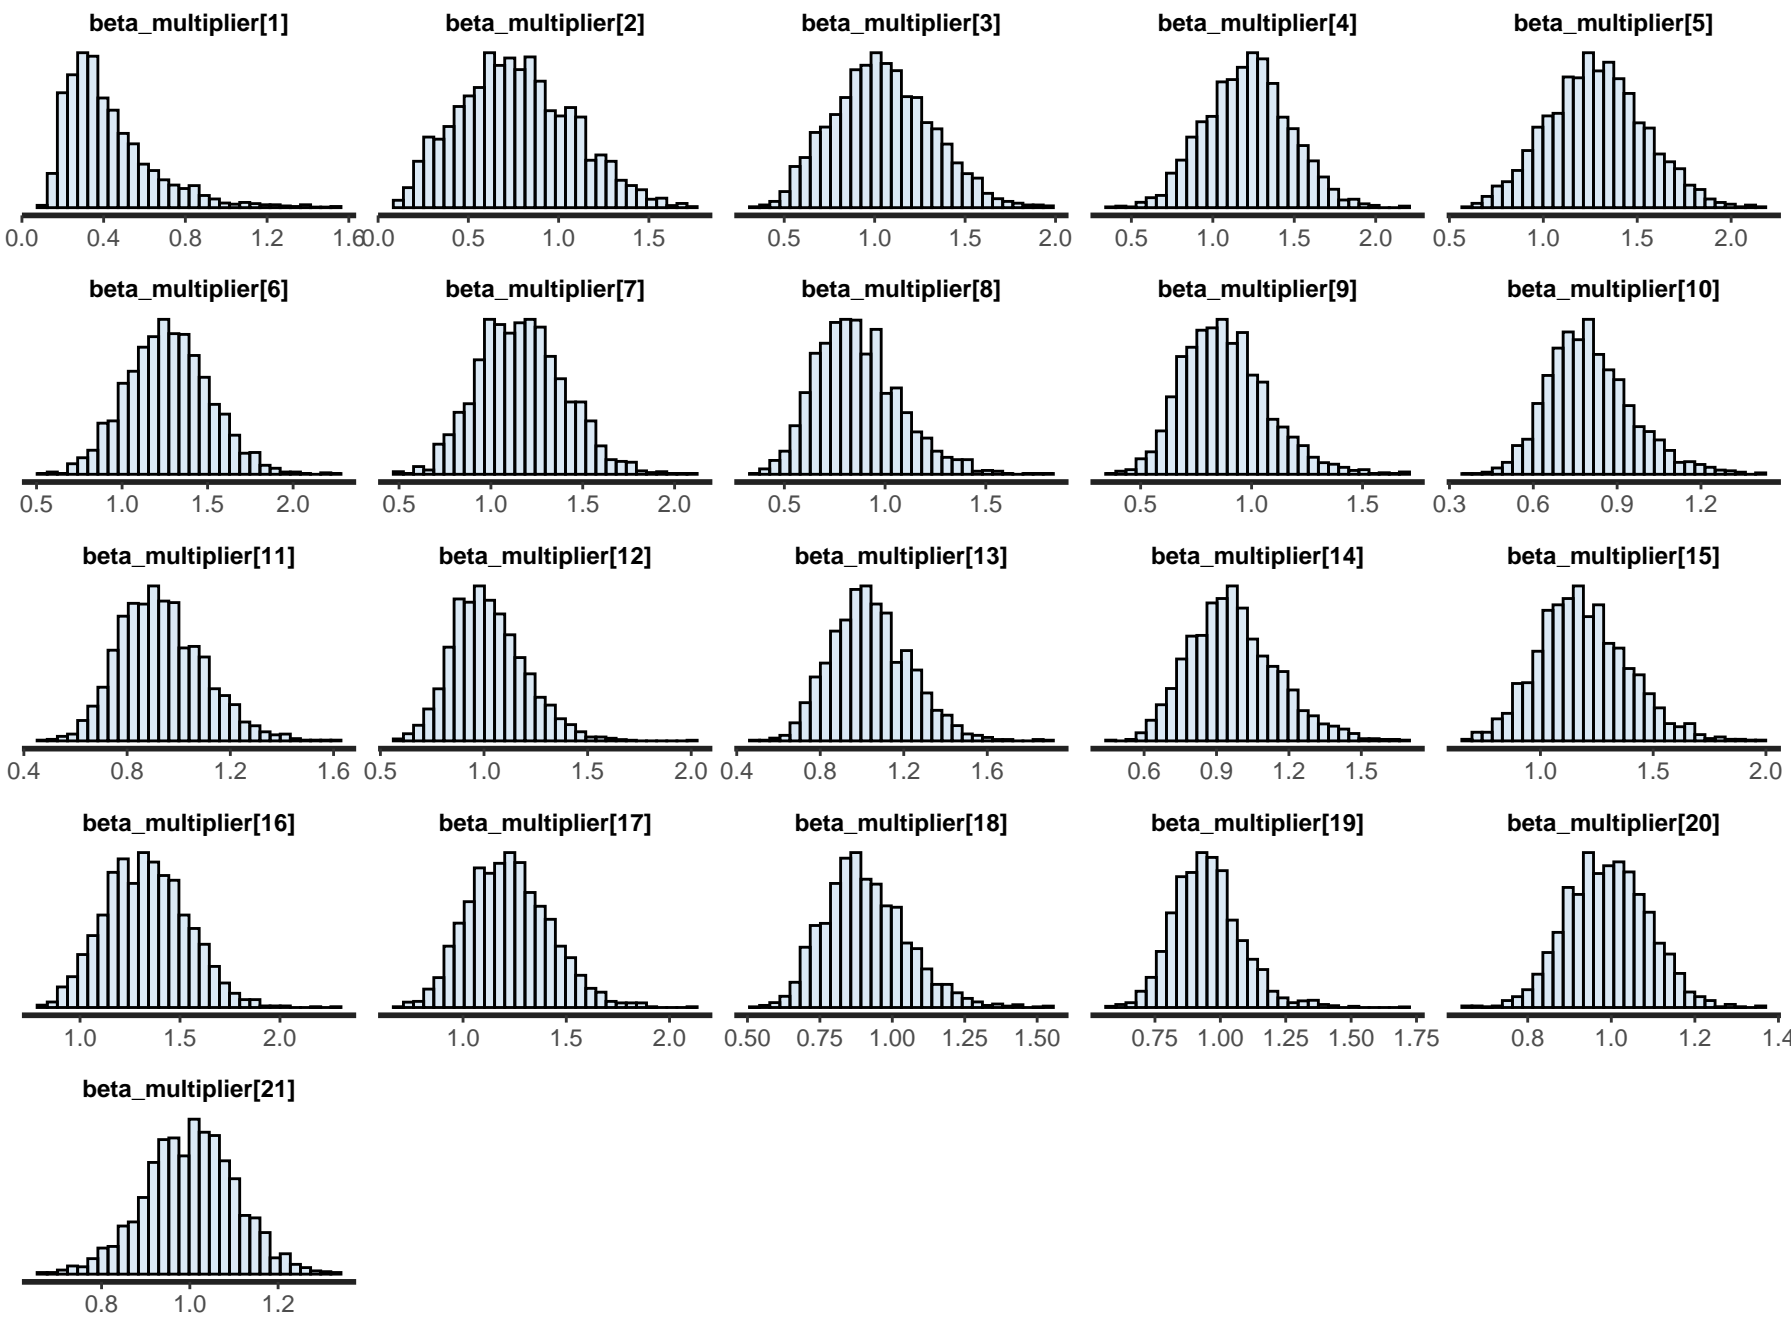 beta_multiplier[1] beta_multiplier[2] beta_multiplier[3] beta_multiplier[4] beta_multiplier[5]
0.0 0.4 0.8 1.2 1.6 0.0 0.5 1.0 1.5 0.5 1.0 1.5 2.0 0.5 1.0 1.5 2.0 0.5 1.0 1.5 2.0
beta_multiplier[6] beta_multiplier[7] beta_multiplier[8] beta_multiplier[9] beta_multiplier[10]
0.5 1.0 1.5 2.0 0.5 1.0 1.5 2.0 0.5 1.0 1.5 0.5 1.0 1.5 0.3 0.6 0.9 1.2
beta_multiplier[11] beta_multiplier[12] beta_multiplier[13] beta_multiplier[14] beta_multiplier[15]
0.4 0.8 1.2 1.6 0.5 1.0 1.5 2.0 0.4 0.8 1.2 1.6 0.6 0.9 1.2 1.5 1.0 1.5 2.0
beta_multiplier[16] beta_multiplier[17] beta_multiplier[18] beta_multiplier[19] beta_multiplier[20]
1.0 1.5 2.0 1.0 1.5 2.0 0.50 0.75 1.00 1.25 1.50 0.75 1.00 1.25 1.50 1.75 0.8 1.0 1.2 1.4
beta_multiplier[21]
0.8 1.0 1.2